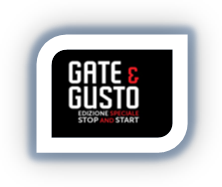 GATE &
GUSTO
EDIZIONE SPECIALE
STOP AND START